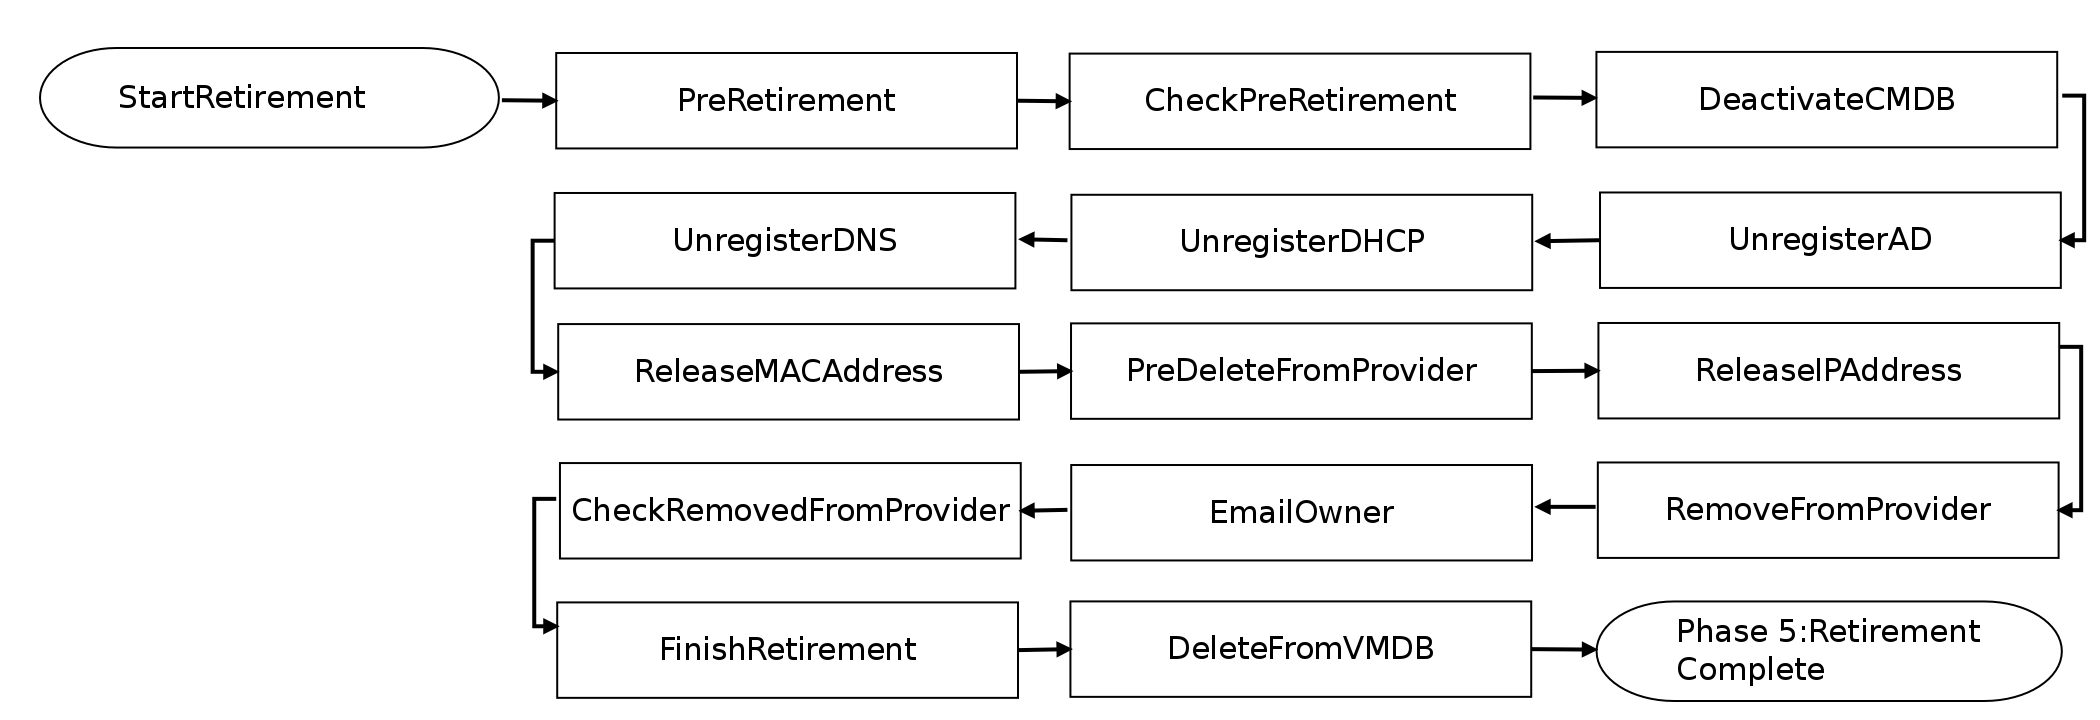 StartRetirement
PreRetirement
CheckPreRetirement
DeactivateCMDB
UnregisterAD
UnregisterDHCP
UnregisterDNS
ReleaseMACAddress
PreDeleteFromProvider
ReleaseIPAddress
RemoveFromProvider
EmailOwner
CheckRemovedFromProvider
FinishRetirement
DeleteFromVMDB
Phase 5:Retirement
Complete